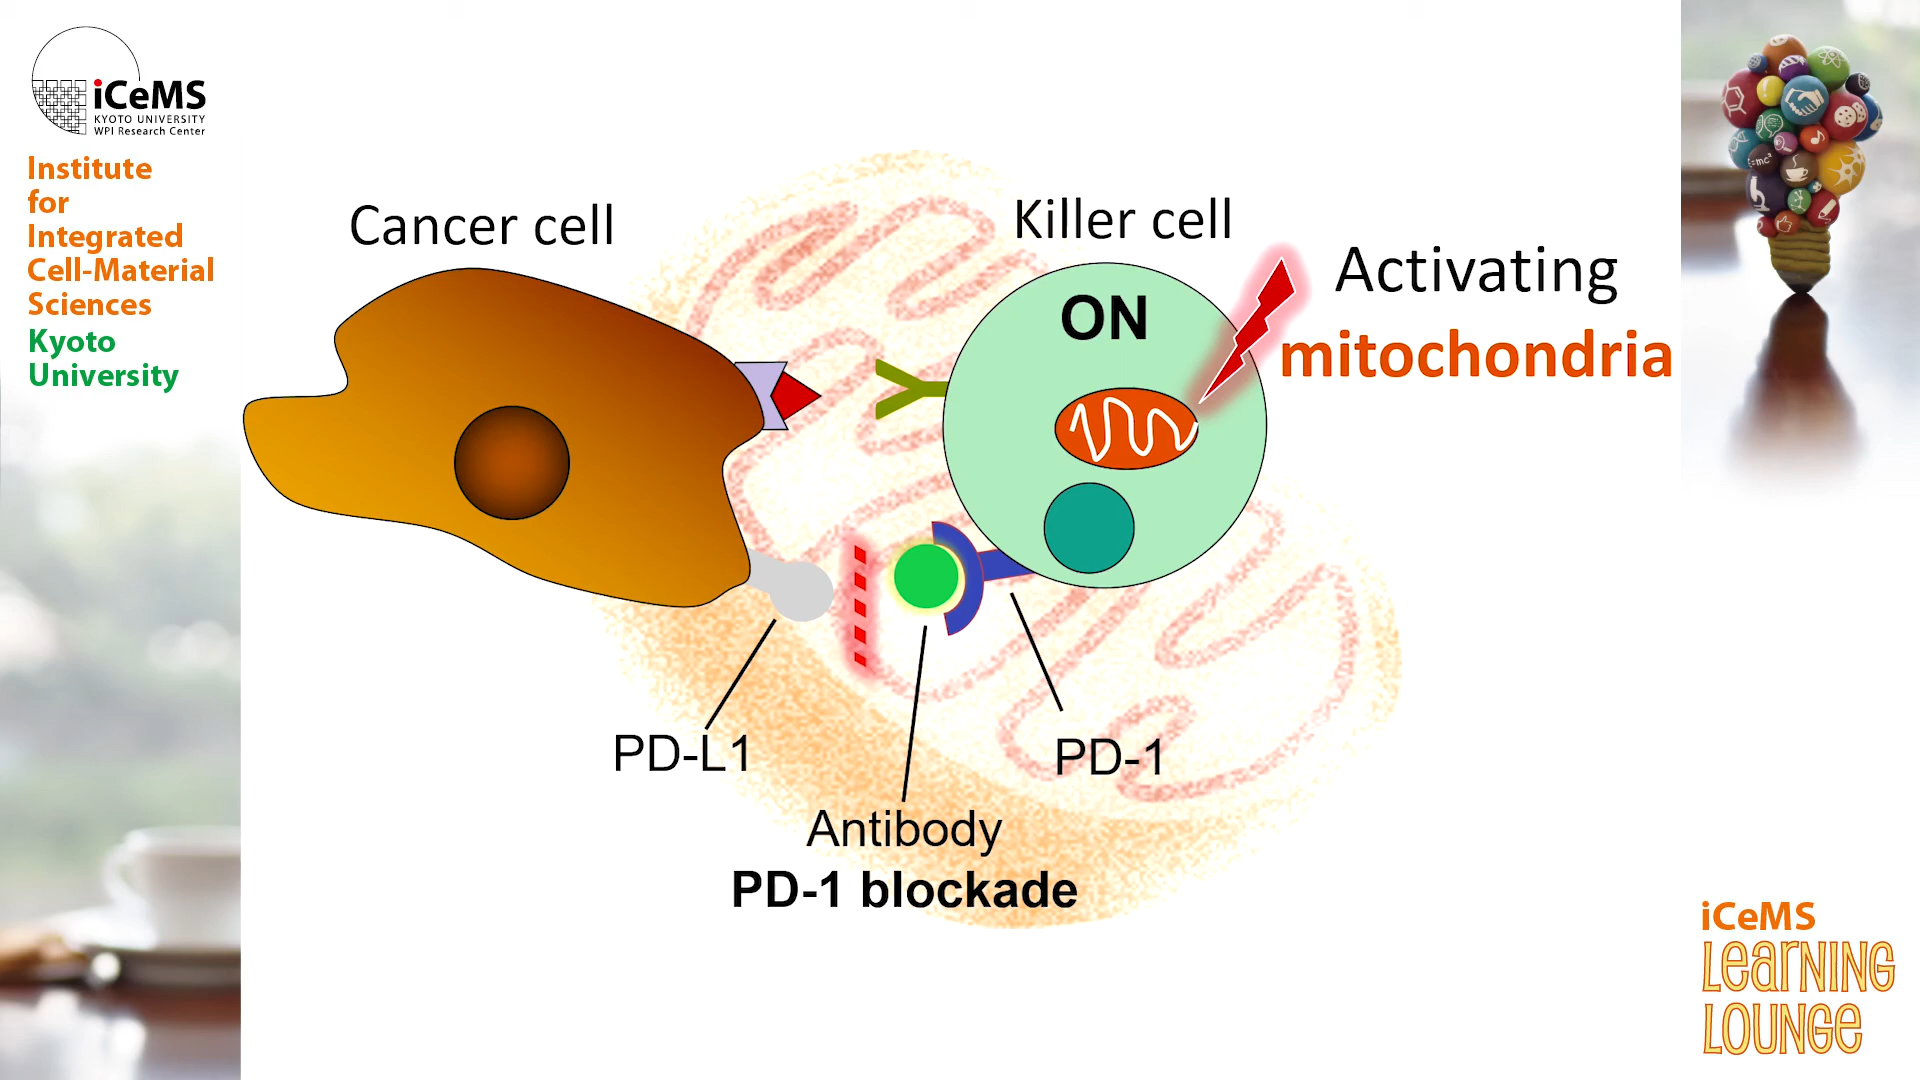 iCeMS
KYOTO UNIVERSITY
WPI Research Center
Institute
for
Integrated
Cell-Material
Sciences
Kyoto
University
Cancer cell
Killer cell
ON
Activating
mitochondria
PD-L1
PD-1
Antibody
PD-1 blockade
=mc²
iCeMS
LeaRNING
LOUNGe